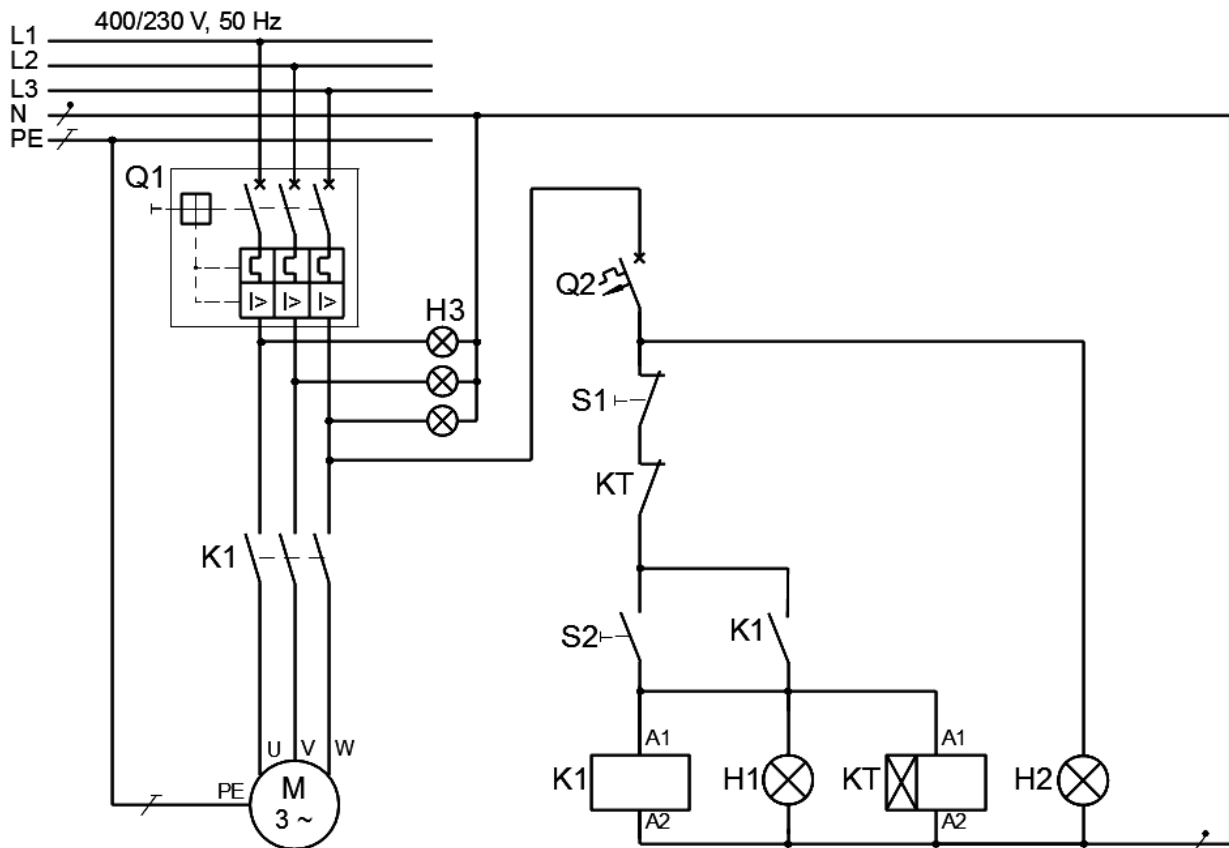 400/230 V, 50 Hz
L1
L2
L3
N
PE
Q1
I> I> I>
H3
Q2
S1
KT
K1
S2
K1
U V W
PE
M
3 ~
A1
A1
K1
H1
KT
H2
A2
A2